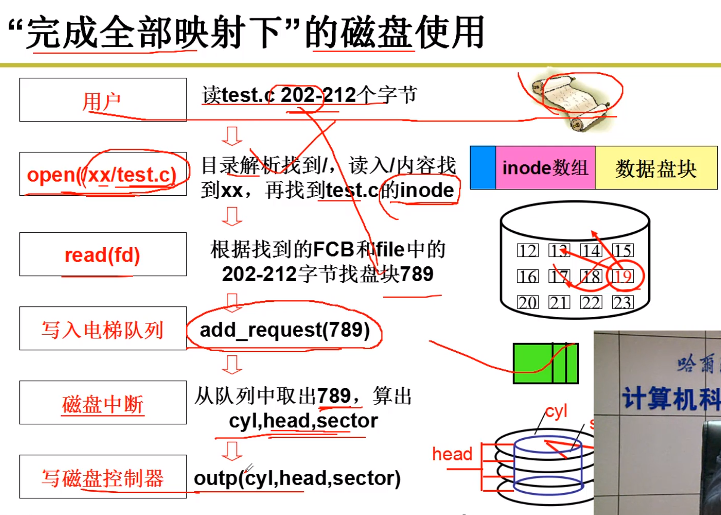 “完成全部映射下”的磁盘使用
用户
读test.c 202-212个字节
open(/xx/test.c)
目录解析找到/，读入/内容找
到xx，再找到test.c的inode
inode数组
数据盘块
read(fd)
根据找到的FCB和file中的
202-212字节找盘块789
12 13 14 15
16 17 18 19
20 21 22 23
写入电梯队列
add_request(789)
磁盘中断
从队列中取出789，算出
cyl,head,sector
写磁盘控制器
outp(cyl,head,sector)
cyl
s
head
哈尔
计算机科